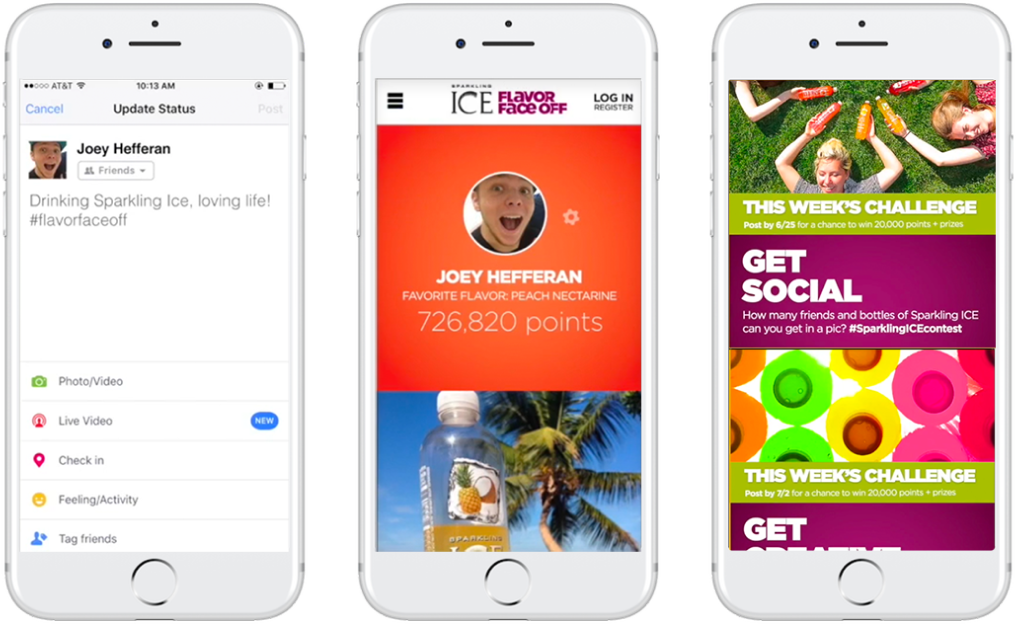 AT&T
10:13 AM
Cancel
Update Status
Post
Joey Hefferan
Friends
Drinking Sparkling Ice, loving life!
#flavorfaceoff
Photo/Video
Live Video
NEW
Check in
Feeling/Activity
Tag friends
SPARKLING
ICE
FLAVOR
FACE OFF
LOG IN
REGISTER
JOEY HEFFERAN
FAVORITE FLAVOR: PEACH NECTARINE
726,820 points
SPARKLING
ICE
THIS WEEK'S CHALLENGE
Post by 6/25 for a chance to win 20,000 points + prizes
GET
SOCIAL
How many friends and bottles of Sparkling ICE
can you get in a pic? #SparklingICEcontest
THIS WEEK'S CHALLENGE
Post by 7/2 for a chance to win 20,000 points + prizes
GET
CREATIVE